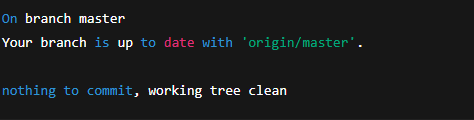 On branch master
Your branch is up to date with 'origin/master'.
nothing to commit, working tree clean